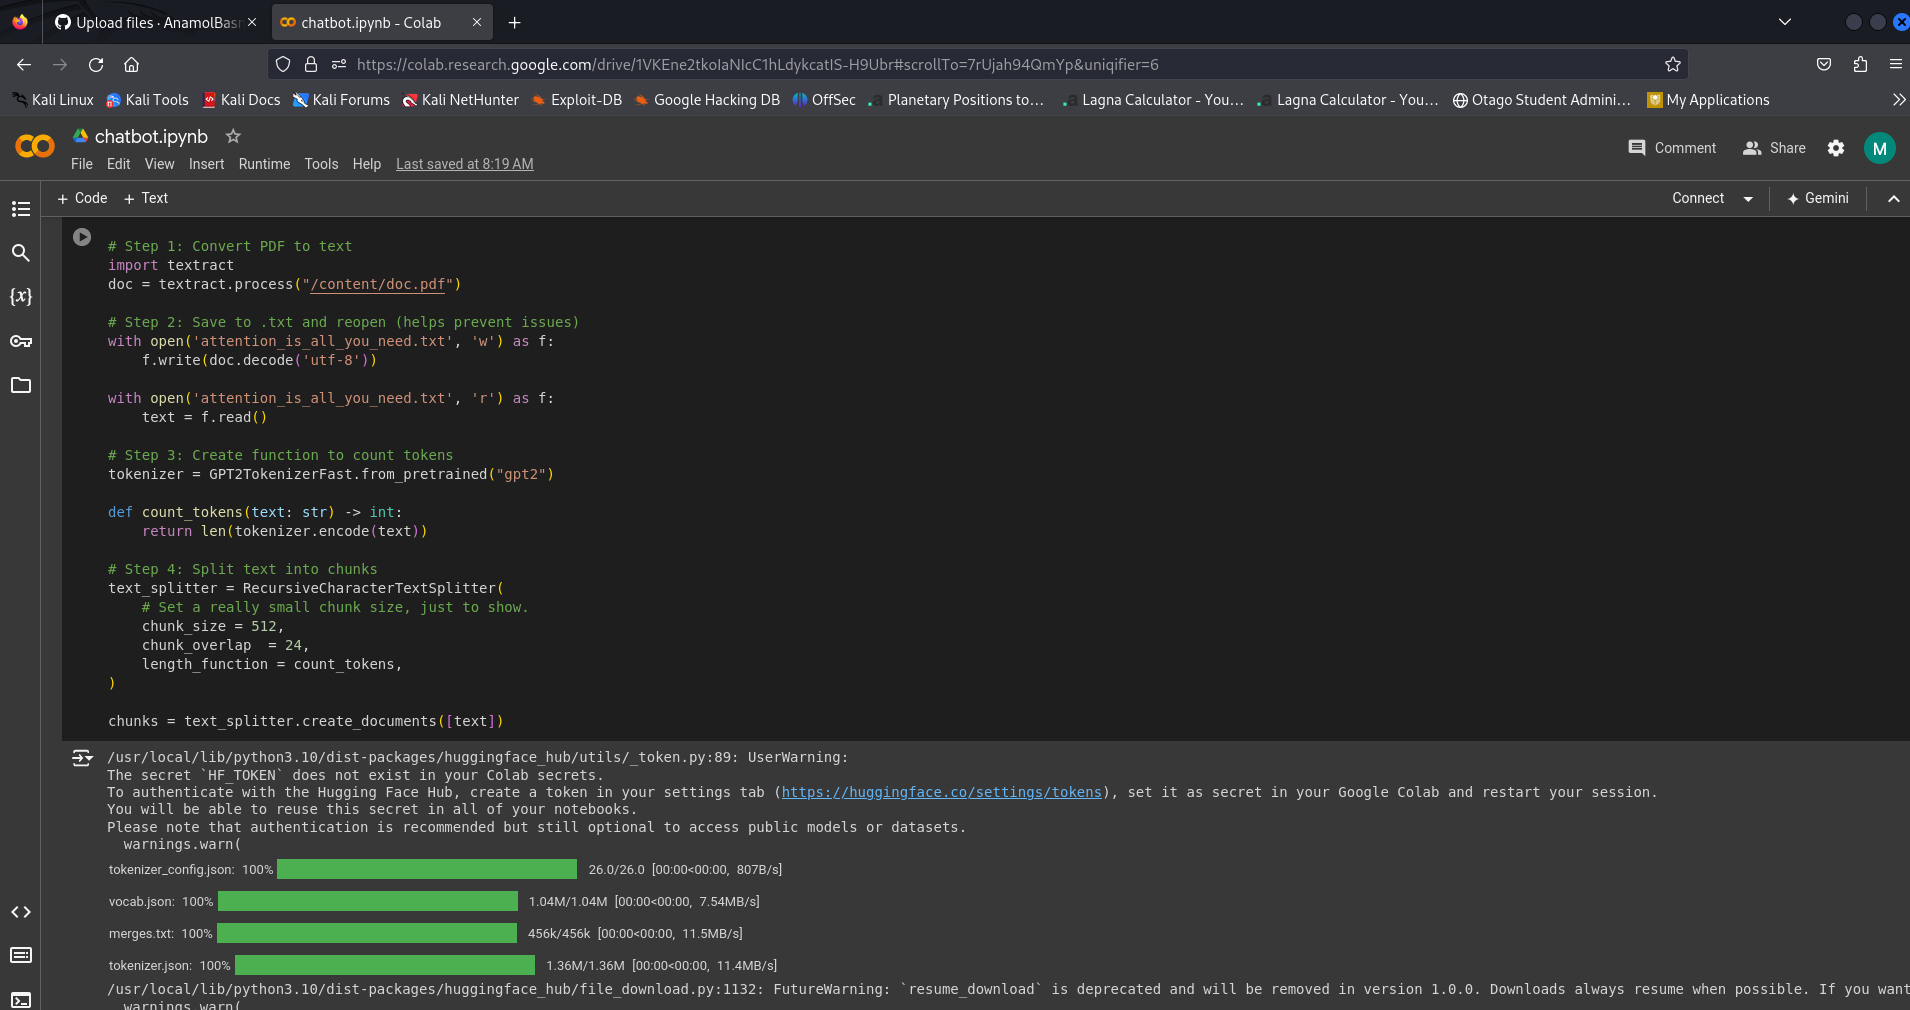 Upload files · AnamolBasn
chatbot.ipynb - Colab
https://colab.research.google.com/drive/1VKEne2tkoIaNIcC1hLdykcatIS-H9Ubr#scrollTo=7rUjah94QmYp&uniqifier=6
Kali Linux Kali Tools Kali Docs Kali Forums Kali NetHunter Exploit-DB Google Hacking DB OffSec Planetary Positions to… Lagna Calculator - You… Lagna Calculator - You… Otago Student Admini… My Applications
chatbot.ipynb
Comment Share M
File Edit View Insert Runtime Tools Help Last saved at 8:19 AM
+ Code + Text Connect Gemini
# Step 1: Convert PDF to text
import textract
doc = textract.process("/content/doc.pdf")
# Step 2: Save to .txt and reopen (helps prevent issues)
with open('attention_is_all_you_need.txt', 'w') as f:
    f.write(doc.decode('utf-8'))
with open('attention_is_all_you_need.txt', 'r') as f:
    text = f.read()
# Step 3: Create function to count tokens
tokenizer = GPT2TokenizerFast.from_pretrained("gpt2")
def count_tokens(text: str) -> int:
    return len(tokenizer.encode(text))
# Step 4: Split text into chunks
text_splitter = RecursiveCharacterTextSplitter(
    # Set a really small chunk size, just to show.
    chunk_size = 512,
    chunk_overlap  = 24,
    length_function = count_tokens,
)
chunks = text_splitter.create_documents([text])
/usr/local/lib/python3.10/dist-packages/huggingface_hub/utils/_token.py:89: UserWarning:
The secret `HF_TOKEN` does not exist in your Colab secrets.
To authenticate with the Hugging Face Hub, create a token in your settings tab (https://huggingface.co/settings/tokens), set it as secret in your Google Colab and restart your session.
You will be able to reuse this secret in all of your notebooks.
Please note that authentication is recommended but still optional to access public models or datasets.
  warnings.warn(
tokenizer_config.json: 100% 26.0/26.0 [00:00<00:00, 807B/s]
vocab.json: 100% 1.04M/1.04M [00:00<00:00, 7.54MB/s]
merges.txt: 100% 456k/456k [00:00<00:00, 11.5MB/s]
tokenizer.json: 100% 1.36M/1.36M [00:00<00:00, 11.4MB/s]
/usr/local/lib/python3.10/dist-packages/huggingface_hub/file_download.py:1132: FutureWarning: `resume_download` is deprecated and will be removed in version 1.0.0. Downloads always resume when possible. If you want
  warnings.warn(